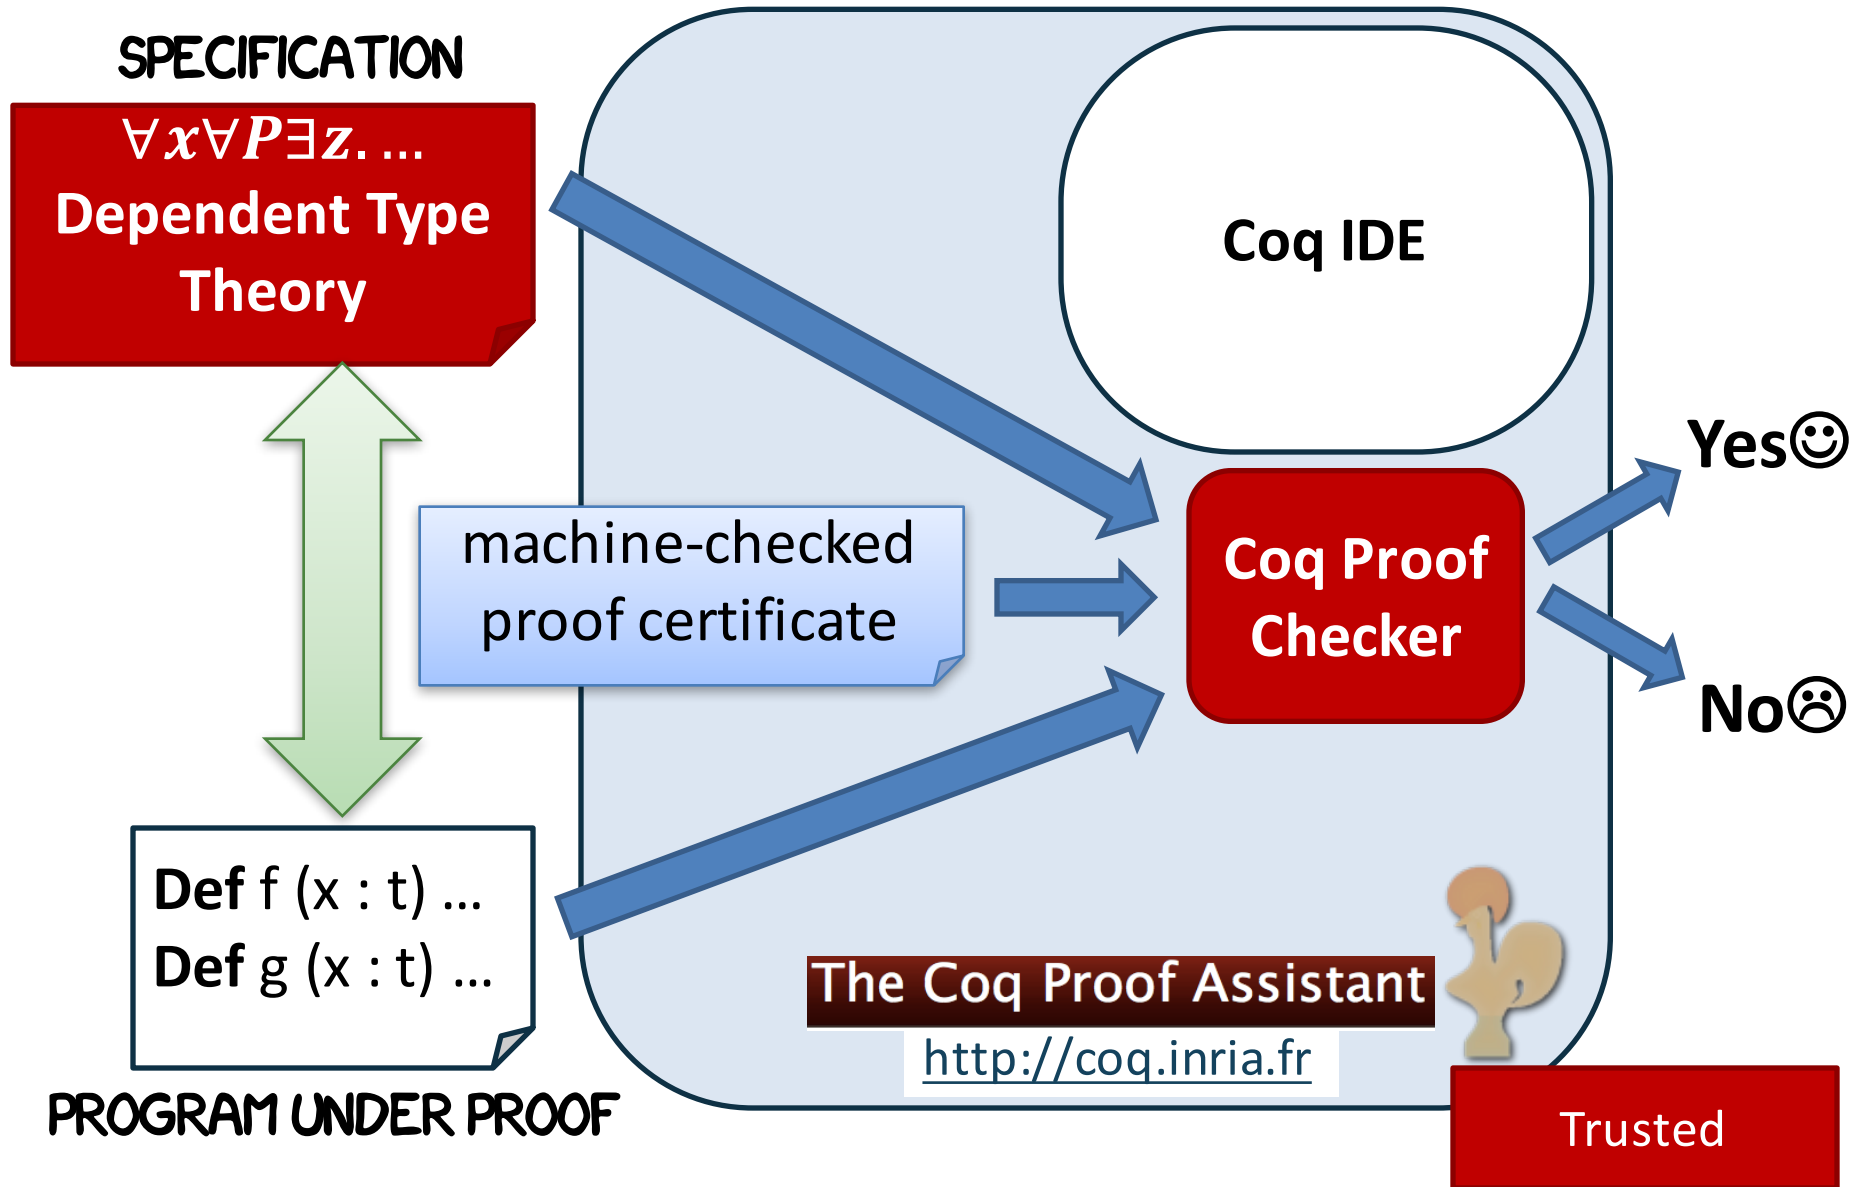 SPECIFICATION
∀x∀P∃z. ...
Dependent Type
Theory
Coq IDE
Yes☺
machine-checked
proof certificate
Coq Proof
Checker
No☹
Def f (x : t) ...
Def g (x : t) ...
PROGRAM UNDER PROOF
The Coq Proof Assistant
http://coq.inria.fr
Trusted